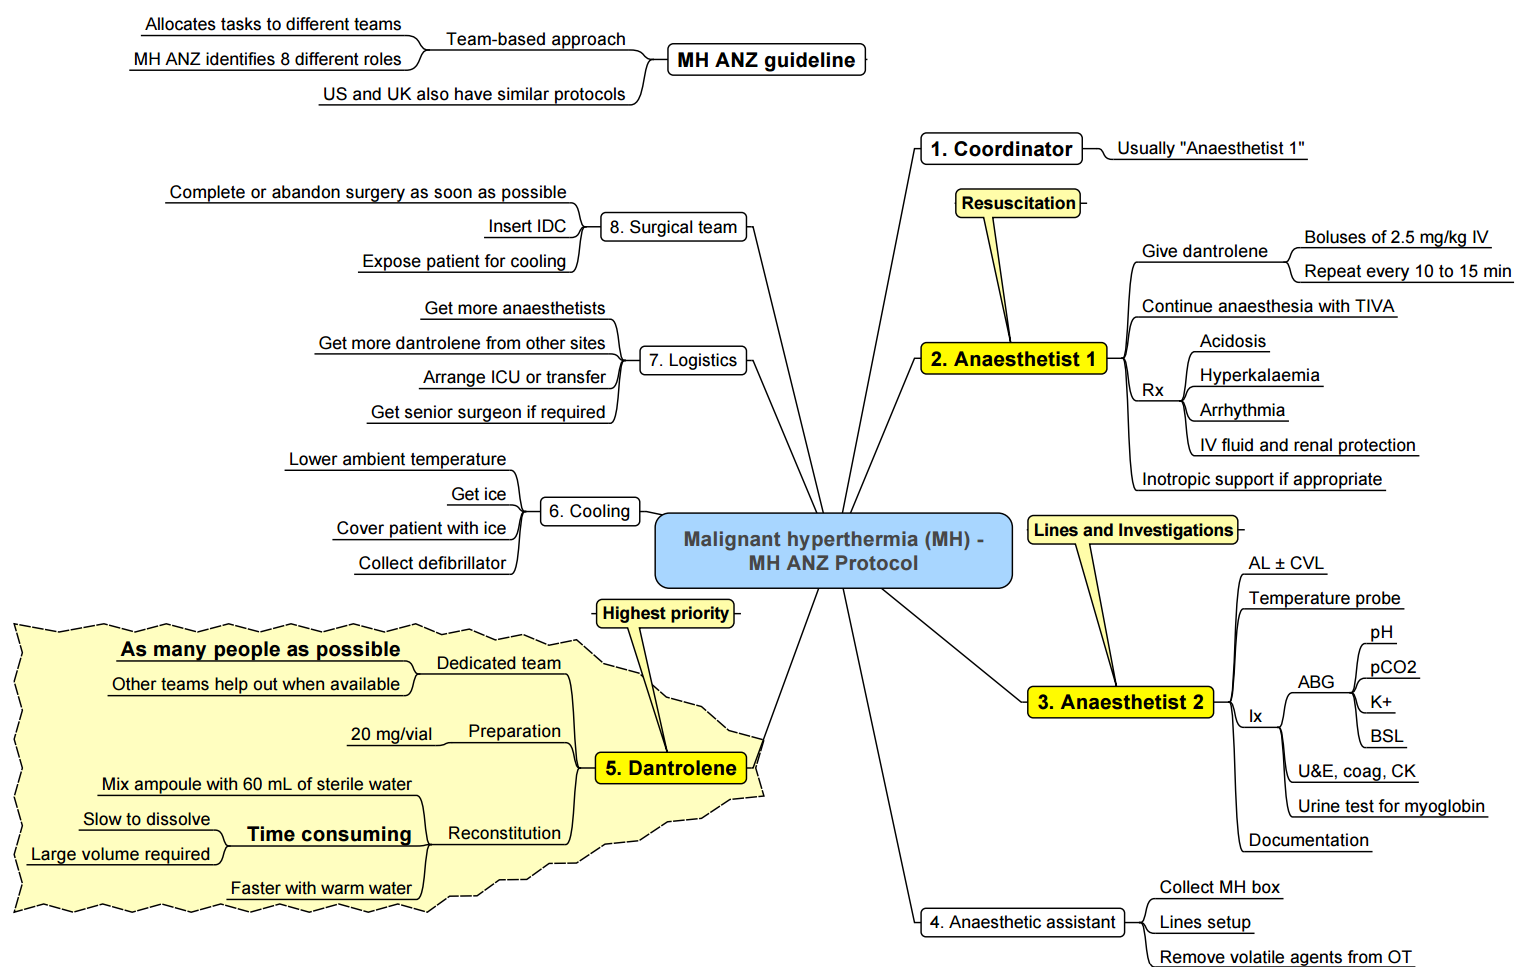 Allocates tasks to different teams
MH ANZ identifies 8 different roles
Team-based approach
US and UK also have similar protocols
MH ANZ guideline
Malignant hyperthermia (MH) -
MH ANZ Protocol
1. Coordinator
Usually "Anaesthetist 1"
Resuscitation
2. Anaesthetist 1
Give dantrolene
Boluses of 2.5 mg/kg IV
Repeat every 10 to 15 min
Continue anaesthesia with TIVA
Rx
Acidosis
Hyperkalaemia
Arrhythmia
IV fluid and renal protection
Inotropic support if appropriate
Lines and Investigations
3. Anaesthetist 2
AL ± CVL
Temperature probe
Ix
ABG
pH
pCO2
K+
BSL
U&E, coag, CK
Urine test for myoglobin
Documentation
4. Anaesthetic assistant
Collect MH box
Lines setup
Remove volatile agents from OT
Highest priority
5. Dantrolene
Dedicated team
As many people as possible
Other teams help out when available
Preparation
20 mg/vial
Reconstitution
Mix ampoule with 60 mL of sterile water
Time consuming
Slow to dissolve
Large volume required
Faster with warm water
6. Cooling
Lower ambient temperature
Get ice
Cover patient with ice
Collect defibrillator
7. Logistics
Get more anaesthetists
Get more dantrolene from other sites
Arrange ICU or transfer
Get senior surgeon if required
8. Surgical team
Complete or abandon surgery as soon as possible
Insert IDC
Expose patient for cooling